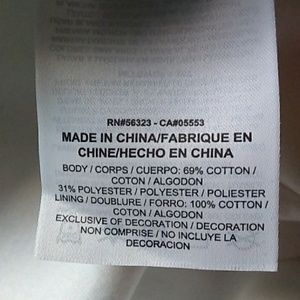 RN#56323 - CA#05553
MADE IN CHINA/FABRIQUE EN
CHINE/HECHO EN CHINA
BODY / CORPS / CUERPO: 69% COTTON /
COTON / ALGODON
31% POLYESTER / POLYESTER / POLIESTER
LINING / DOUBLURE / FORRO: 100% COTTON /
COTON / ALGODON
EXCLUSIVE OF DECORATION / DECORATION
NON COMPRISE / NO INCLUYE LA
DECORACION